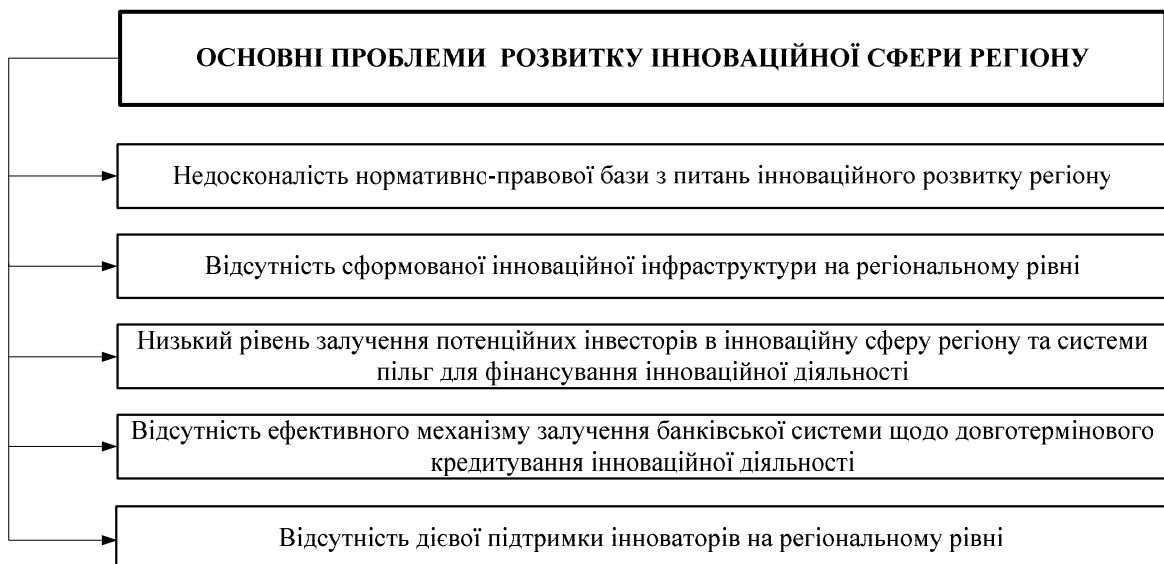 ОСНОВНІ ПРОБЛЕМИ РОЗВИТКУ ІННОВАЦІЙНОЇ СФЕРИ РЕГІОНУ
Недосконалість нормативно-правової бази з питань інноваційного розвитку регіону
Відсутність сформованої інноваційної інфраструктури на регіональному рівні
Низький рівень залучення потенційних інвесторів в інноваційну сферу регіону та системи
пільг для фінансування інноваційної діяльності
Відсутність ефективного механізму залучення банківської системи щодо довготермінового
кредитування інноваційної діяльності
Відсутність дієвої підтримки інноваторів на регіональному рівні